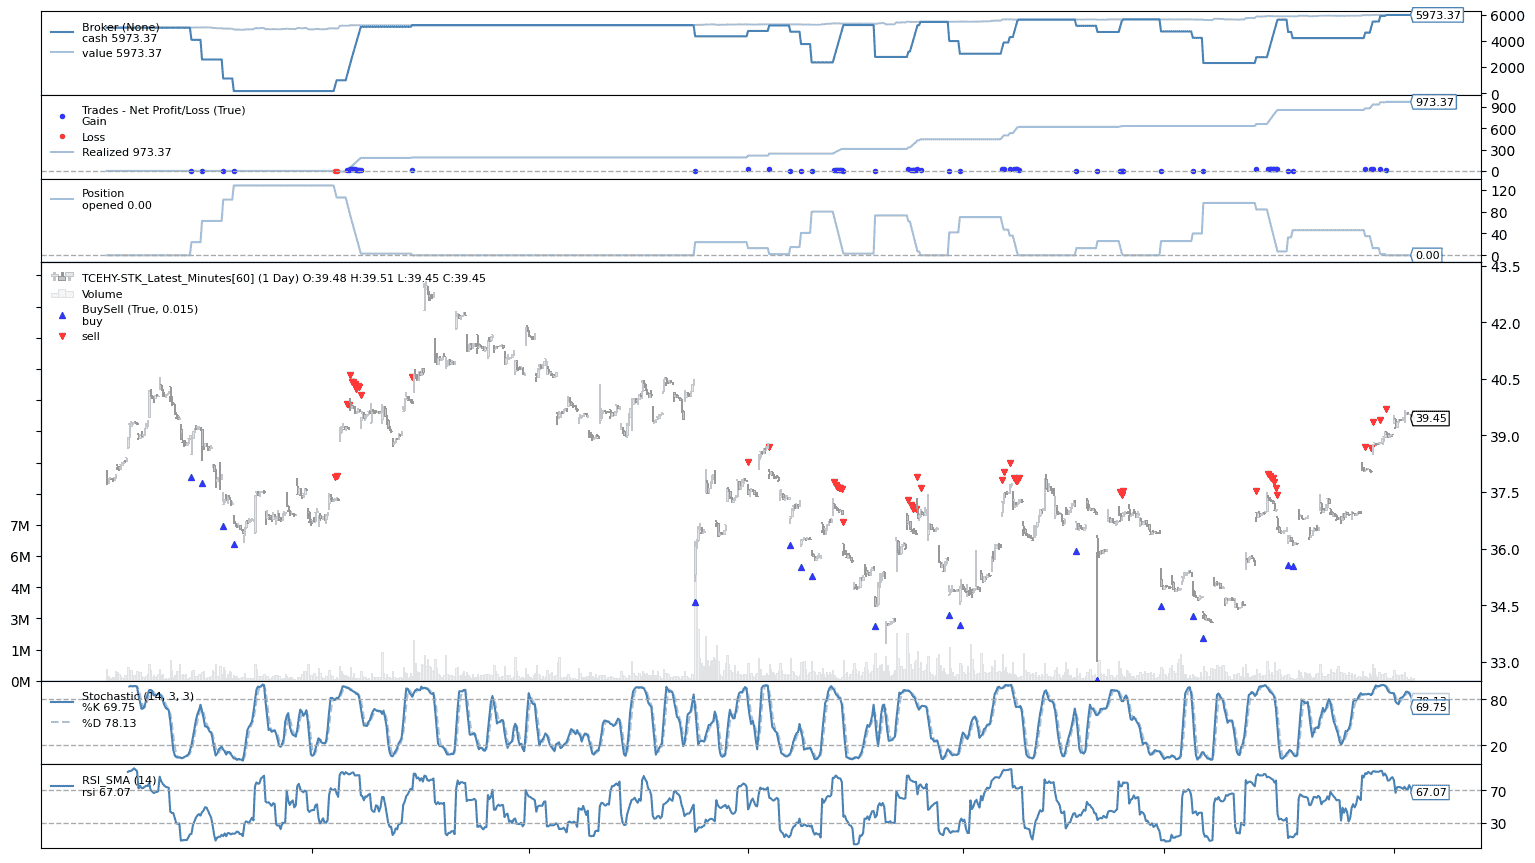 Broker (None)
cash 5973.37
value 5973.37
5973.37
6000
4000
2000
0
Trades - Net Profit/Loss (True)
Gain
Loss
Realized 973.37
973.37
900
600
300
0
Position
opened 0.00
120
80
40
0
0.00
TCEHY-STK_Latest_Minutes[60] (1 Day) O:39.48 H:39.51 L:39.45 C:39.45
Volume
BuySell (True, 0.015)
buy
sell
43.5
42.0
40.5
39.45
39.0
37.5
36.0
34.5
33.0
7M
6M
4M
3M
1M
0M
Stochastic (14, 3, 3)
%K 69.75
%D 78.13
80
78.13
69.75
20
RSI_SMA (14)
rsi 67.07
70
67.07
30